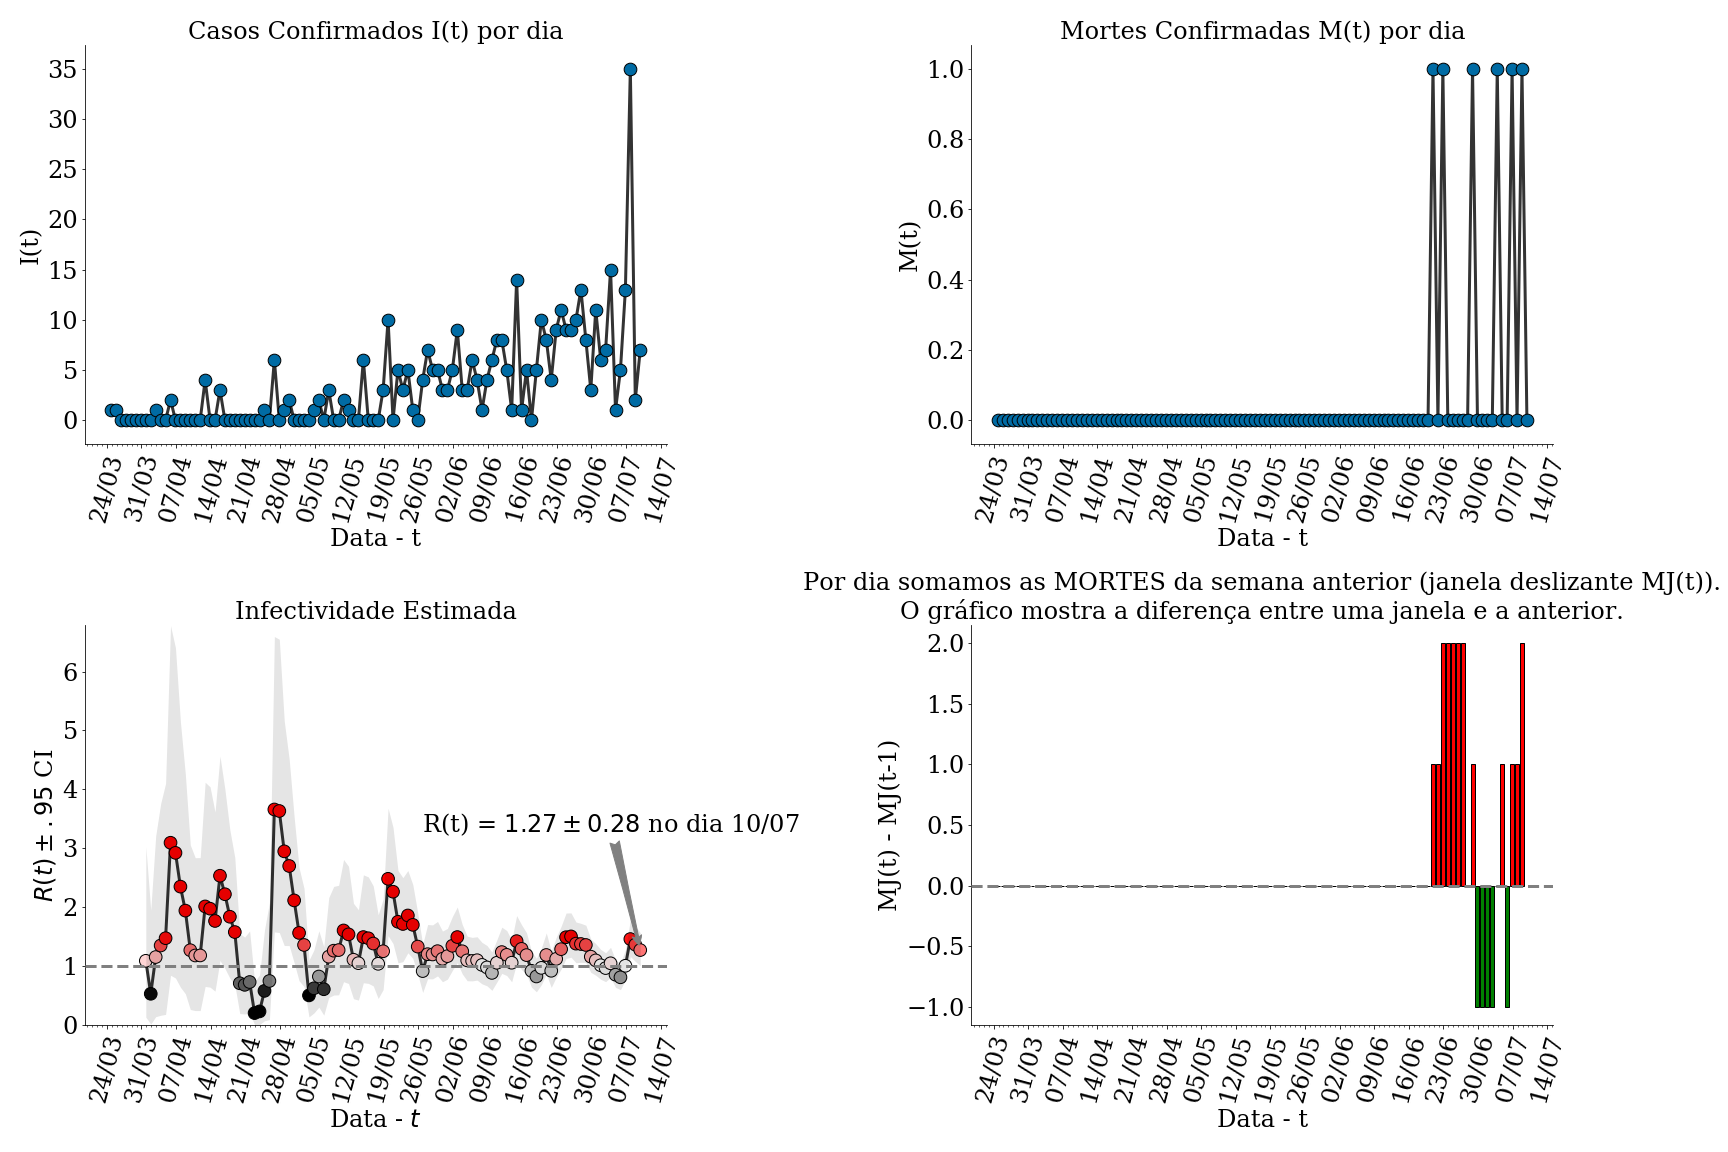 Casos Confirmados I(t) por dia
I(t)
35
30
25
20
15
10
5
0
24/03 31/03 07/04 14/04 21/04 28/04 05/05 12/05 19/05 26/05 02/06 09/06 16/06 23/06 30/06 07/07 14/07
Data - t
Mortes Confirmadas M(t) por dia
M(t)
1.0
0.8
0.6
0.4
0.2
0.0
24/03 31/03 07/04 14/04 21/04 28/04 05/05 12/05 19/05 26/05 02/06 09/06 16/06 23/06 30/06 07/07 14/07
Data - t
Infectividade Estimada
R(t) ± .95 CI
6
5
4
3
2
1
0
R(t) = 1.27 ± 0.28 no dia 10/07
24/03 31/03 07/04 14/04 21/04 28/04 05/05 12/05 19/05 26/05 02/06 09/06 16/06 23/06 30/06 07/07 14/07
Data - t
Por dia somamos as MORTES da semana anterior (janela deslizante MJ(t)).
O gráfico mostra a diferença entre uma janela e a anterior.
MJ(t) - MJ(t-1)
2.0
1.5
1.0
0.5
0.0
−0.5
−1.0
24/03 31/03 07/04 14/04 21/04 28/04 05/05 12/05 19/05 26/05 02/06 09/06 16/06 23/06 30/06 07/07 14/07
Data - t